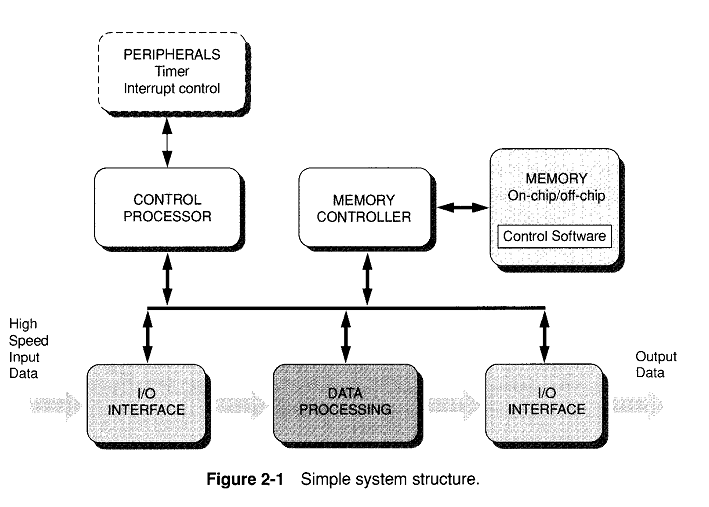 PERIPHERALS
Timer
Interrupt control
CONTROL
PROCESSOR
MEMORY
CONTROLLER
MEMORY
On-chip/off-chip
Control Software
High
Speed
Input
Data
I/O
INTERFACE
DATA
PROCESSING
I/O
INTERFACE
Output
Data
Figure 2-1 Simple system structure.